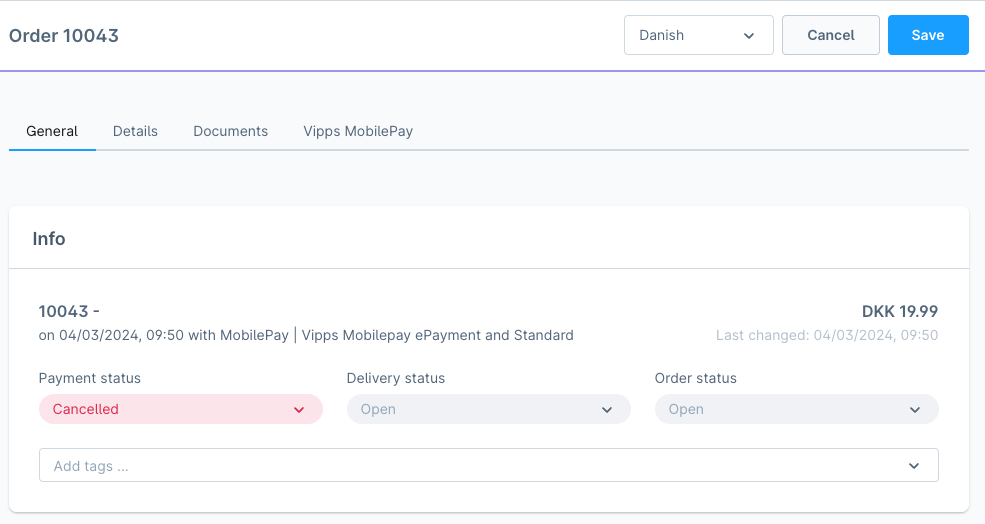 Order 10043
Danish
Cancel
Save
General
Details
Documents
Vipps MobilePay
Info
10043 -
DKK 19.99
on 04/03/2024, 09:50 with MobilePay | Vipps Mobilepay ePayment and Standard
Last changed: 04/03/2024, 09:50
Payment status
Delivery status
Order status
Cancelled
Open
Open
Add tags ...